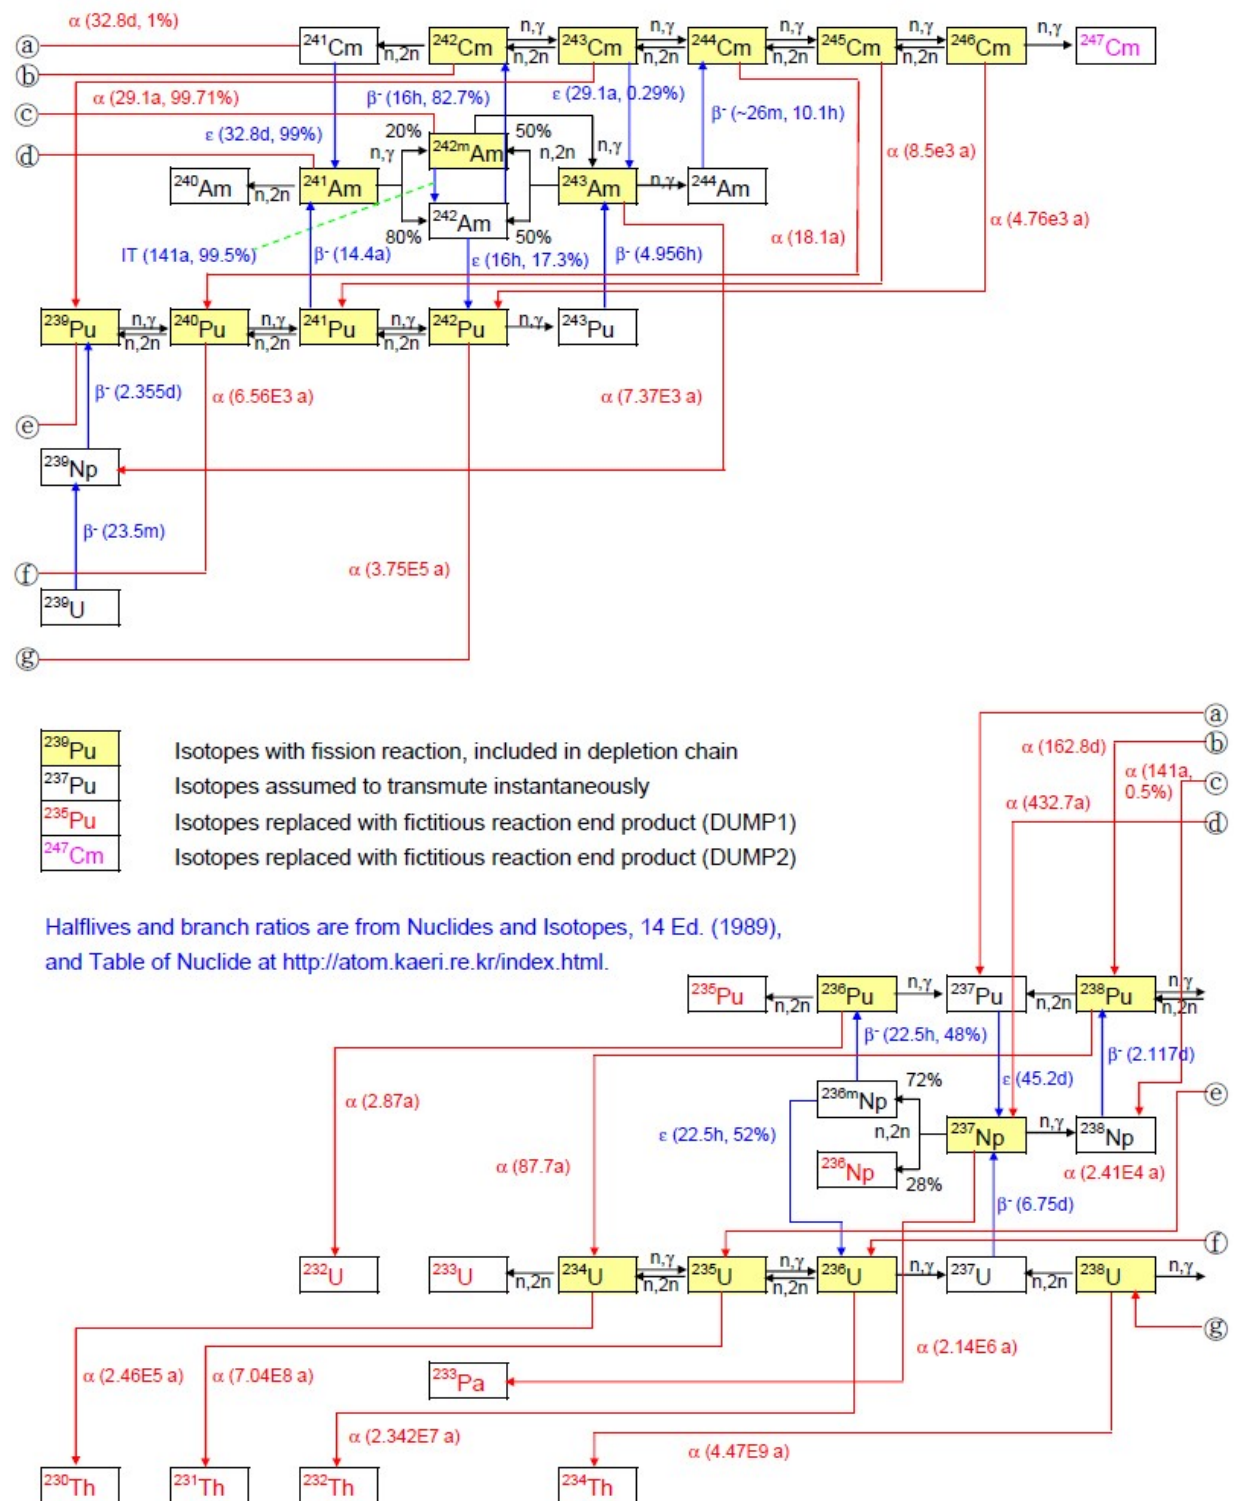 α (32.8d, 1%)
ⓐ ²⁴¹Cm n,2n ²⁴²Cm n,γ n,2n ²⁴³Cm n,γ n,2n ²⁴⁴Cm n,γ n,2n ²⁴⁵Cm n,γ n,2n ²⁴⁶Cm n,γ ²⁴⁷Cm
ⓑ
α (29.1a, 99.71%) β⁻ (16h, 82.7%) ε (29.1a, 0.29%) β⁻ (~26m, 10.1h)
ⓒ
ε (32.8d, 99%) 20% 50%
ⓓ n,γ ²⁴²ᵐAm n,2n n,γ α (8.5e3 a)
²⁴⁰Am n,2n ²⁴¹Am ²⁴³Am n,γ ²⁴⁴Am
²⁴²Am α (4.76e3 a)
80% 50% α (18.1a)
IT (141a, 99.5%) β⁻ (14.4a) ε (16h, 17.3%) β⁻ (4.956h)
²³⁹Pu n,γ n,2n ²⁴⁰Pu n,γ n,2n ²⁴¹Pu n,γ n,2n ²⁴²Pu n,γ ²⁴³Pu
β⁻ (2.355d) α (6.56E3 a) α (7.37E3 a)
ⓔ
²³⁹Np
β⁻ (23.5m)
ⓕ α (3.75E5 a)
²³⁹U
ⓖ
²³⁹Pu Isotopes with fission reaction, included in depletion chain
²³⁷Pu Isotopes assumed to transmute instantaneously
²³⁵Pu Isotopes replaced with fictitious reaction end product (DUMP1)
²⁴⁷Cm Isotopes replaced with fictitious reaction end product (DUMP2)
ⓐ
α (162.8d) ⓑ
α (141a, 0.5%) ⓒ
α (432.7a) ⓓ
Halflives and branch ratios are from Nuclides and Isotopes, 14 Ed. (1989),
and Table of Nuclide at http://atom.kaeri.re.kr/index.html.
²³⁵Pu n,2n ²³⁶Pu n,γ ²³⁷Pu n,2n ²³⁸Pu n,γ n,2n
β⁻ (22.5h, 48%) β⁻ (2.117d)
α (2.87a) ²³⁶ᵐNp 72% ε (45.2d) ⓔ
ε (22.5h, 52%) n,2n ²³⁷Np n,γ ²³⁸Np
α (87.7a) ²³⁶Np 28% α (2.41E4 a)
β⁻ (6.75d)
ⓕ
²³²U ²³³U n,2n ²³⁴U n,γ n,2n ²³⁵U n,γ n,2n ²³⁶U n,γ ²³⁷U n,2n ²³⁸U n,γ
ⓖ
α (2.46E5 a) α (7.04E8 a) ²³³Pa α (2.14E6 a)
α (2.342E7 a) α (4.47E9 a)
²³⁰Th ²³¹Th ²³²Th ²³⁴Th